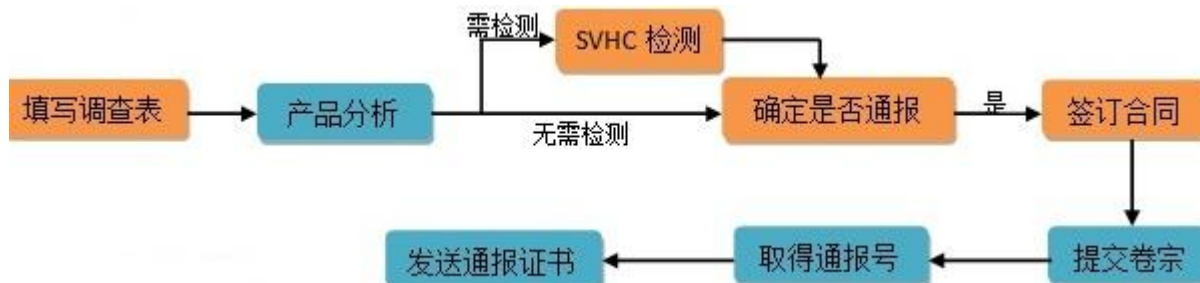 需检测
SVHC 检测
填写调查表
产品分析
无需检测
确定是否通报
是
签订合同
发送通报证书
取得通报号
提交卷宗